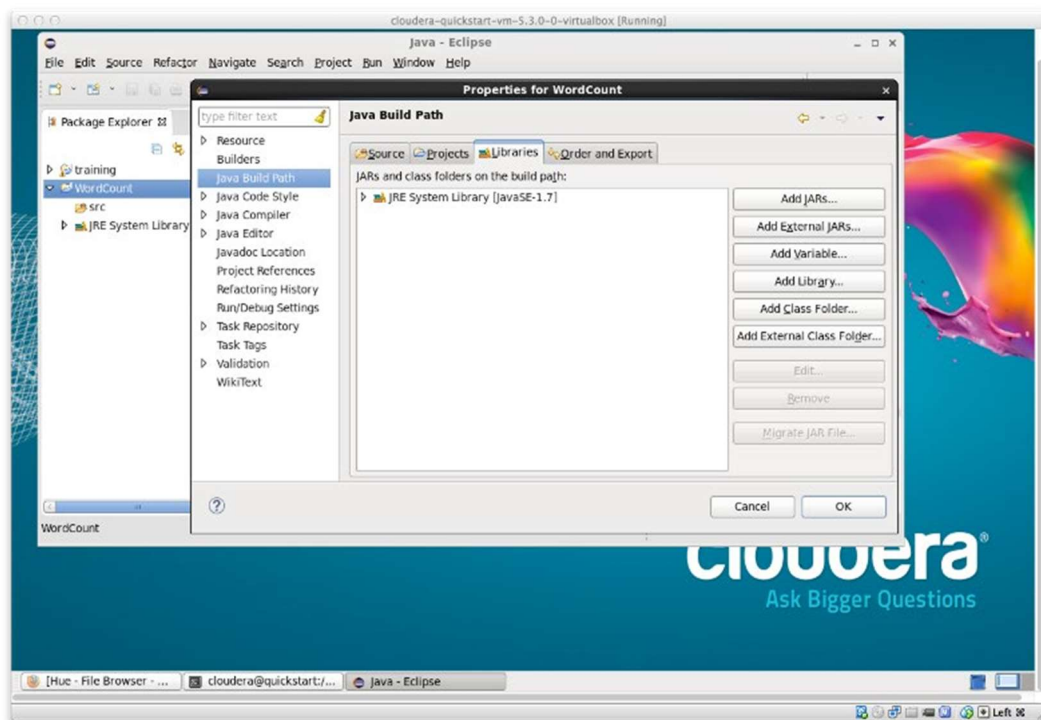 cloudera-quickstart-vm-5.3.0-0-virtualbox [Running]
Java - Eclipse
File Edit Source Refactor Navigate Search Project Run Window Help
Properties for WordCount
Package Explorer
training
WordCount
src
JRE System Library
WordCount
type filter text
Resource
Builders
Java Build Path
Java Code Style
Java Compiler
Java Editor
Javadoc Location
Project References
Refactoring History
Run/Debug Settings
Task Repository
Task Tags
Validation
WikiText
Java Build Path
Source Projects Libraries Order and Export
JARs and class folders on the build path:
JRE System Library [JavaSE-1.7]
Add JARs...
Add External JARs...
Add Variable...
Add Library...
Add Class Folder...
Add External Class Folder...
Edit...
Remove
Migrate JAR File...
Cancel OK
cloudera®
Ask Bigger Questions
[Hue - File Browser - ... cloudera@quickstart:/... Java - Eclipse
Left ⌘